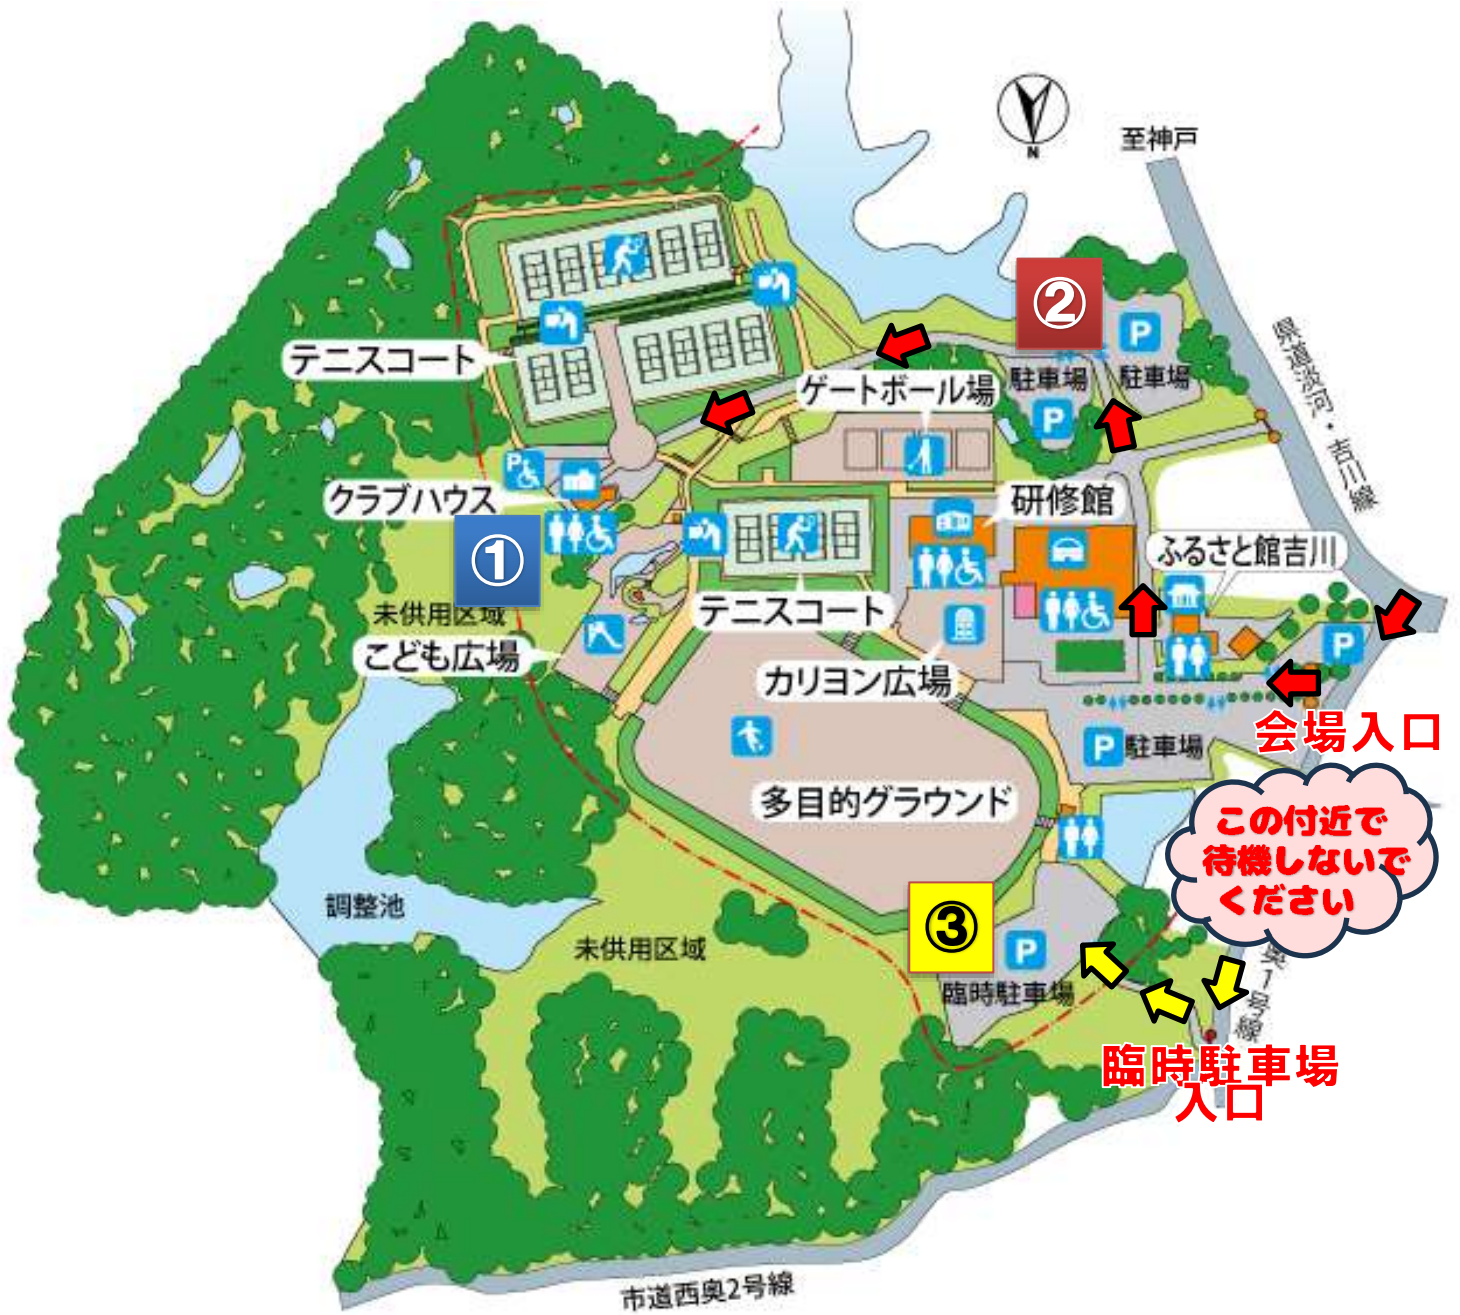 N
至神戸
県道淡河・吉川線
②
P
駐車場
駐車場
P
テニスコート
ゲートボール場
P
クラブハウス
研修館
①
ふるさと館吉川
未供用区域
テニスコート
こども広場
P
カリヨン広場
会場入口
P
駐車場
多目的グラウンド
この付近で
待機しないで
ください
調整池
③
未供用区域
P
臨時駐車場
奥1号線
臨時駐車場
入口
市道西奥2号線